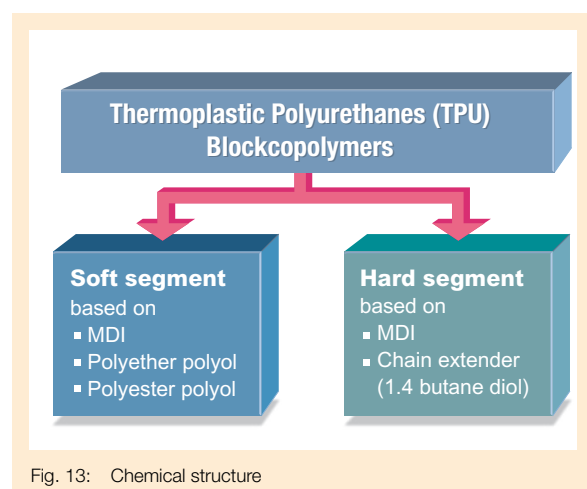 Thermoplastic Polyurethanes (TPU)
Blockcopolymers
Soft segment
based on
▪ MDI
▪ Polyether polyol
▪ Polyester polyol
Hard segment
based on
▪ MDI
▪ Chain extender
(1.4 butane diol)
Fig. 13: Chemical structure